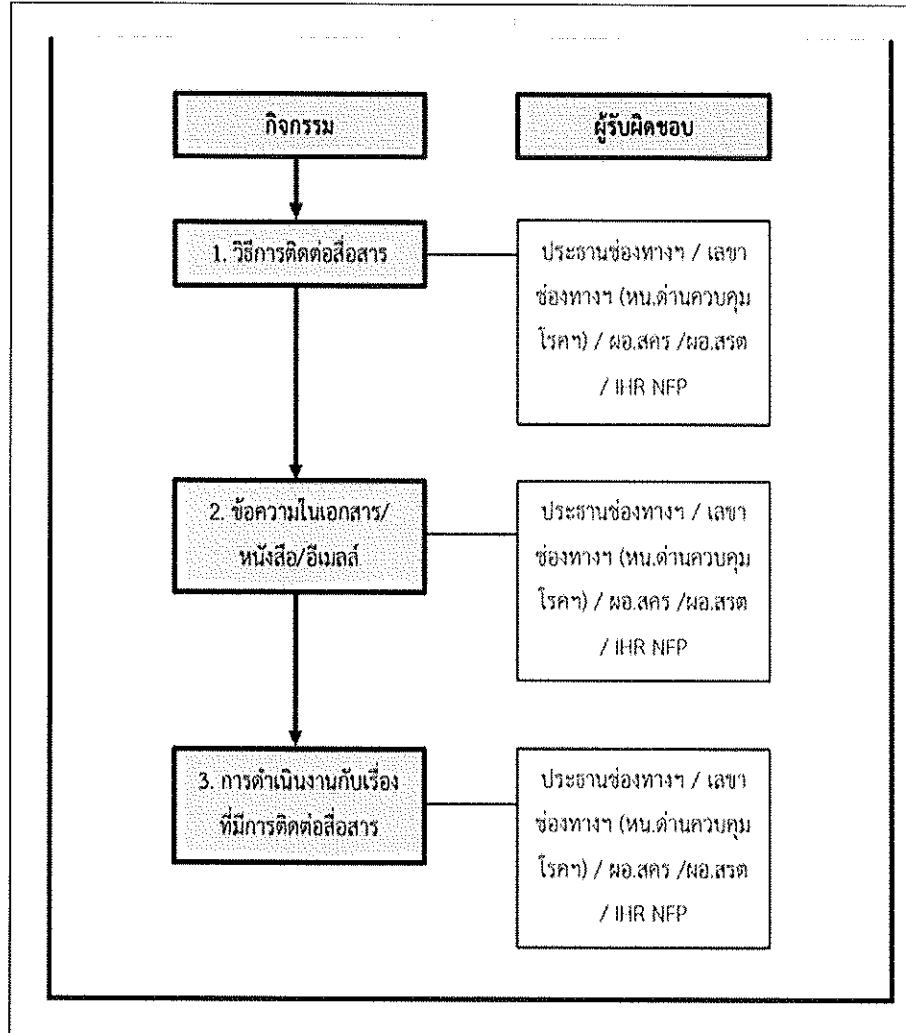 กิจกรรม
ผู้รับผิดชอบ
1. วิธีการติดต่อสื่อสาร
ประธานช่องทางฯ / เลขา
ช่องทางฯ (หน.ด่านควบคุม
โรคฯ) / ผอ.สคร /ผอ.สรต
/ IHR NFP
2. ข้อความในเอกสาร/
หนังสือ/อีเมลล์
ประธานช่องทางฯ / เลขา
ช่องทางฯ (หน.ด่านควบคุม
โรคฯ) / ผอ.สคร /ผอ.สรต
/ IHR NFP
3. การดำเนินงานกับเรื่อง
ที่มีการติดต่อสื่อสาร
ประธานช่องทางฯ / เลขา
ช่องทางฯ (หน.ด่านควบคุม
โรคฯ) / ผอ.สคร /ผอ.สรต
/ IHR NFP